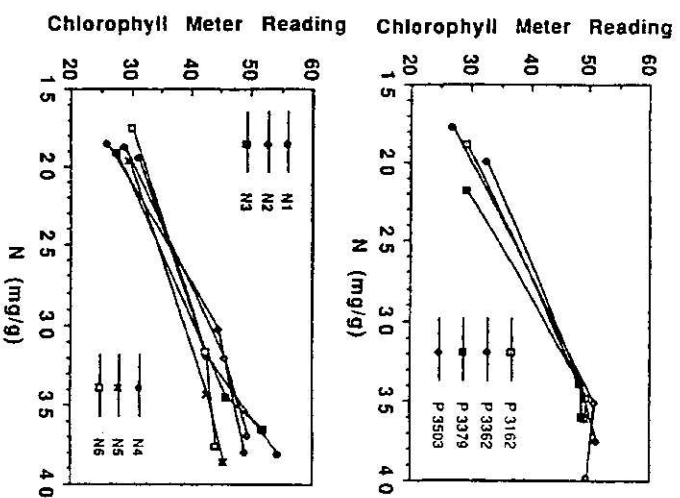 Chlorophyll Meter Reading
60
50
40
30
20
1 5 2 0 2 5 3 0 3 5 4 0
N (mg/g)
P 3162
P 3362
P 3379
P 3503
Chlorophyll Meter Reading
60
50
40
30
20
1 5 2 0 2 5 3 0 3 5 4 0
N (mg/g)
N1
N2
N3
N4
N5
N6